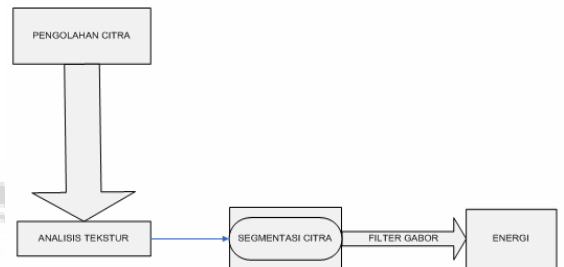 PENGOLAHAN CITRA
ANALISIS TEKSTUR
SEGMENTASI CITRA
FILTER GABOR
ENERGI